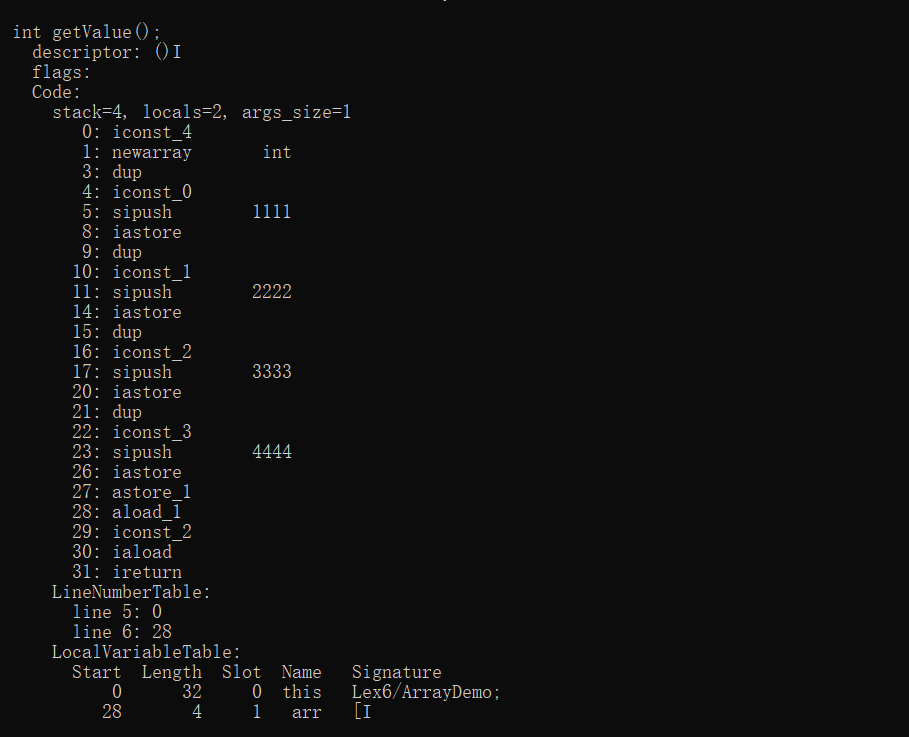 int getValue();
descriptor: ()I
flags:
Code:
stack=4, locals=2, args_size=1
0: iconst_4
1: newarray int
3: dup
4: iconst_0
5: sipush 1111
8: iastore
9: dup
10: iconst_1
11: sipush 2222
14: iastore
15: dup
16: iconst_2
17: sipush 3333
20: iastore
21: dup
22: iconst_3
23: sipush 4444
26: iastore
27: astore_1
28: aload_1
29: iconst_2
30: iaload
31: ireturn
LineNumberTable:
line 5: 0
line 6: 28
LocalVariableTable:
Start Length Slot Name Signature
0 32 0 this Lex6/ArrayDemo;
28 4 1 arr [I